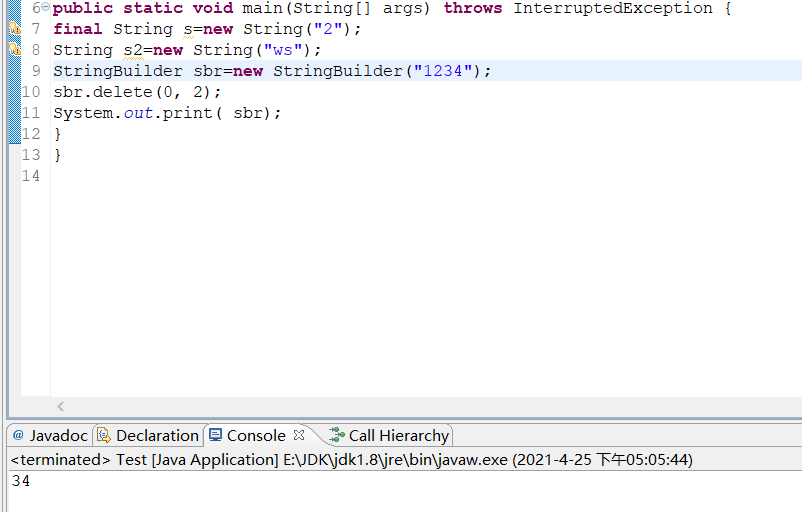 6 public static void main(String[] args) throws InterruptedException {
7 final String s=new String("2");
8 String s2=new String("ws");
9 StringBuilder sbr=new StringBuilder("1234");
10 sbr.delete(0, 2);
11 System.out.print( sbr);
12 }
13 }
14
@ Javadoc Declaration Console Call Hierarchy
<terminated> Test [Java Application] E:\JDK\jdk1.8\jre\bin\javaw.exe (2021-4-25 下午05:05:44)
34